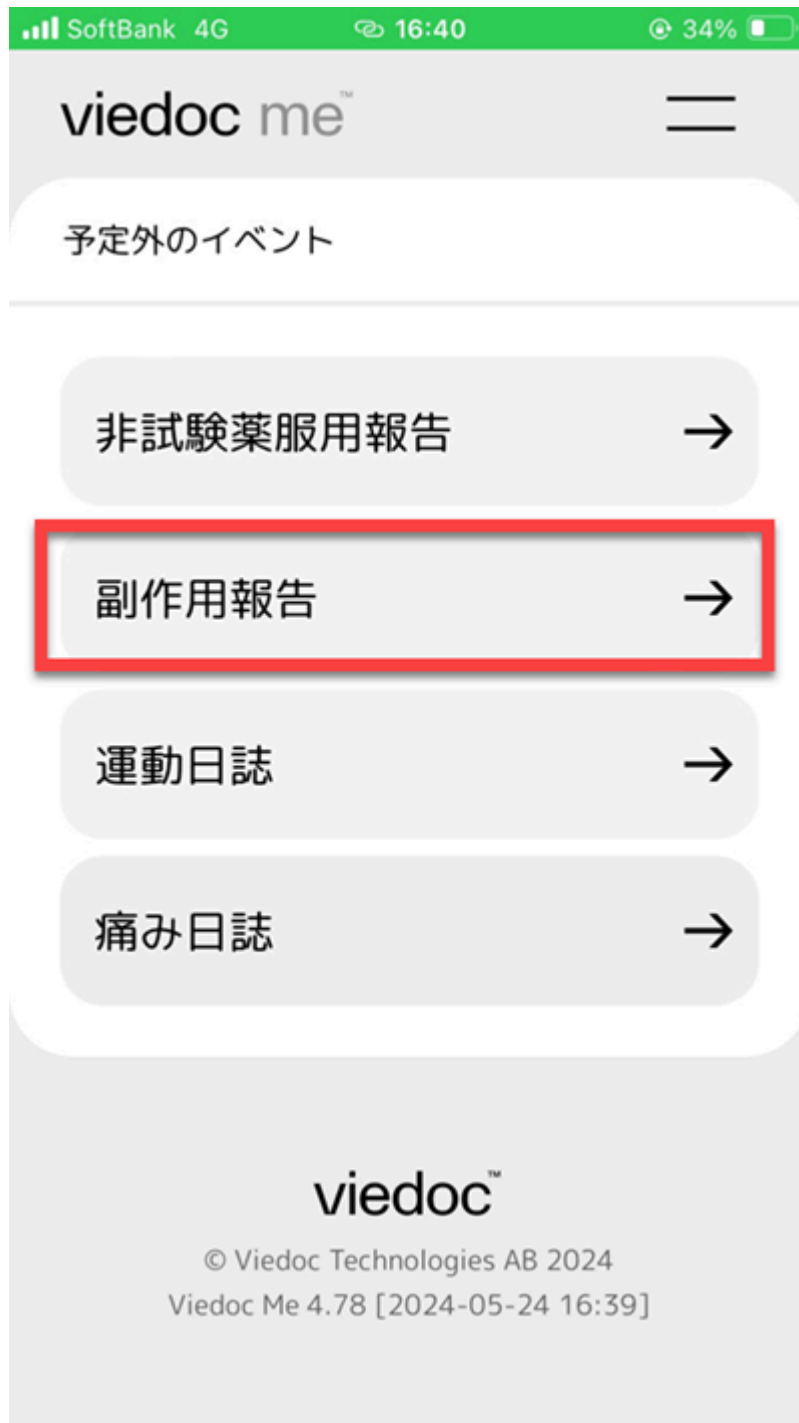 SoftBank 4G 16:40 34%
viedoc me™
予定外のイベント
非試験薬服用報告 →
副作用報告 →
運動日誌 →
痛み日誌 →
viedoc™
© Viedoc Technologies AB 2024
Viedoc Me 4.78 [2024-05-24 16:39]